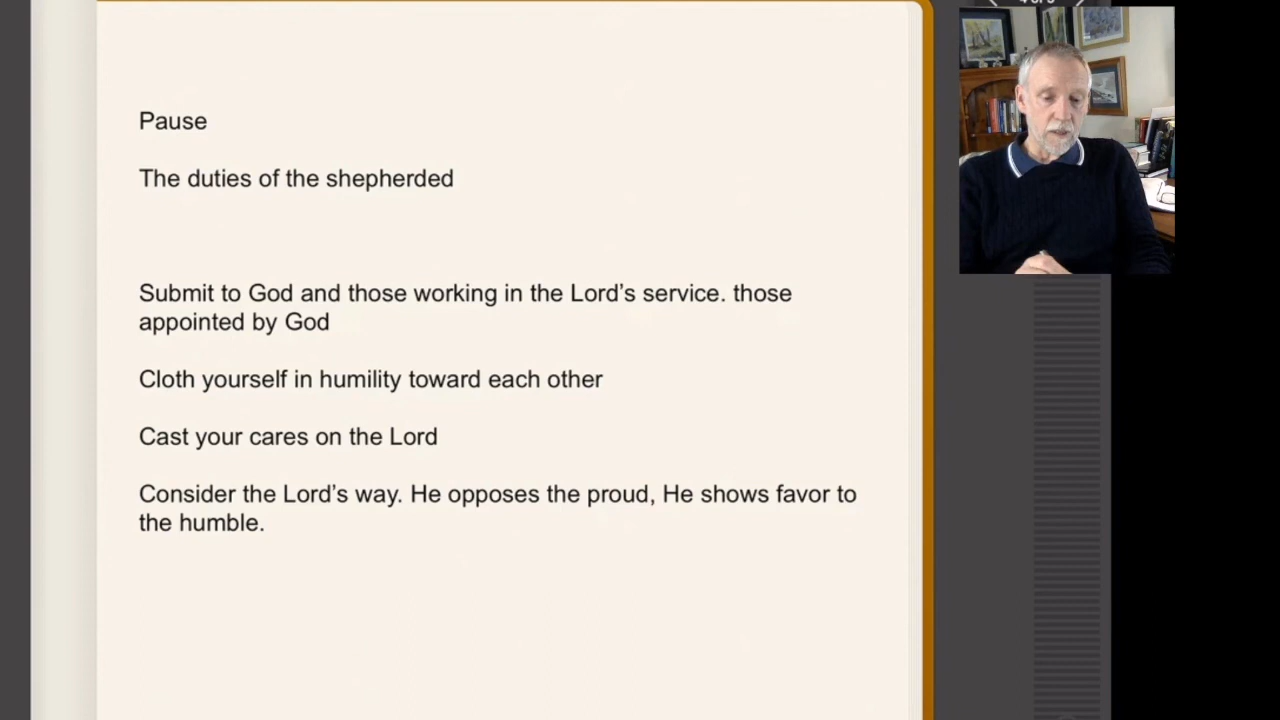 Pause
The duties of the shepherded
Submit to God and those working in the Lord’s service. those
appointed by God
Cloth yourself in humility toward each other
Cast your cares on the Lord
Consider the Lord’s way. He opposes the proud, He shows favor to
the humble.